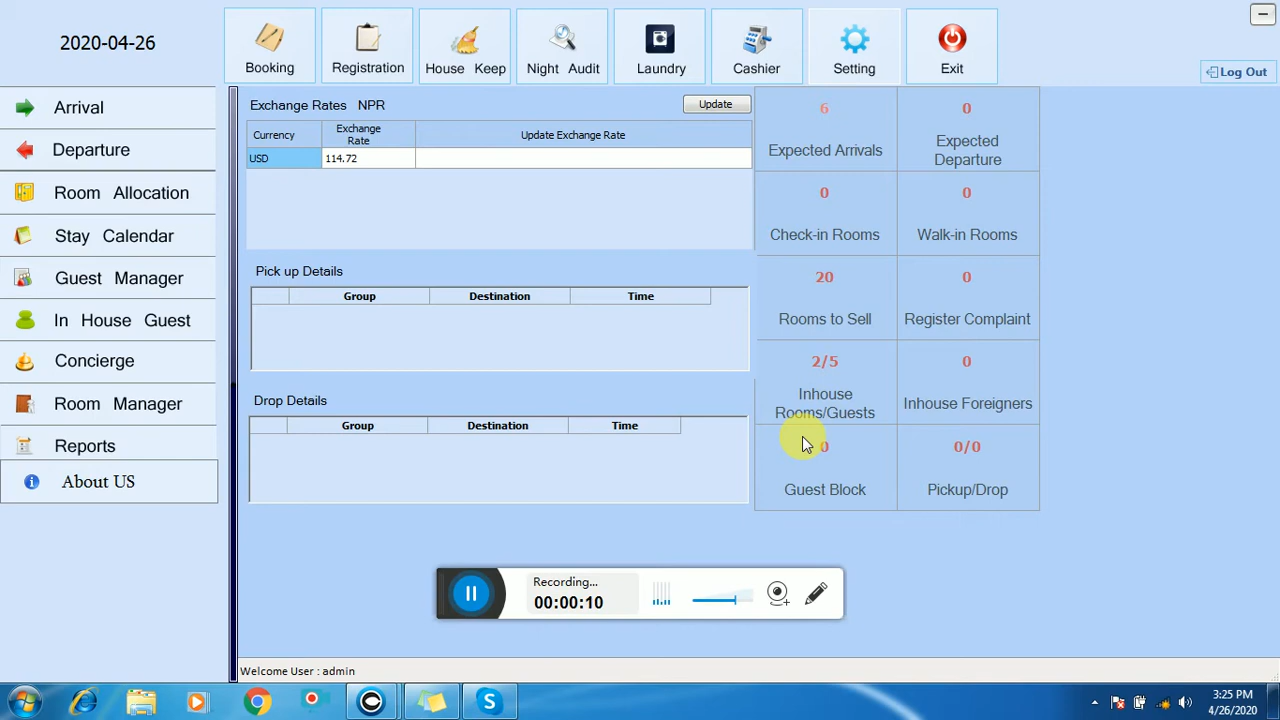 2020-04-26
Booking
Registration
House Keep
Night Audit
Laundry
Cashier
Setting
Exit
Log Out
Arrival
Departure
Room Allocation
Stay Calendar
Guest Manager
In House Guest
Concierge
Room Manager
Reports
About US
Exchange Rates NPR
Update
Currency
Exchange
Rate
Update Exchange Rate
USD
114.72
Pick up Details
Group
Destination
Time
Drop Details
Group
Destination
Time
6
Expected Arrivals
0
Expected
Departure
0
Check-in Rooms
0
Walk-in Rooms
20
Rooms to Sell
0
Register Complaint
2/5
Inhouse
Rooms/Guests
0
Inhouse Foreigners
0
Guest Block
0/0
Pickup/Drop
Recording...
00:00:10
Welcome User : admin
3:25 PM
4/26/2020